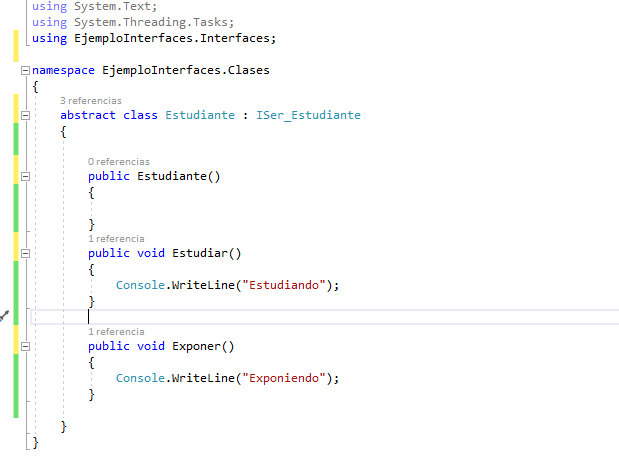 using System.Text;
using System.Threading.Tasks;
using EjemploInterfaces.Interfaces;
namespace EjemploInterfaces.Clases
{
3 referencias
abstract class Estudiante : ISer_Estudiante
{
0 referencias
public Estudiante()
{
}
1 referencia
public void Estudiar()
{
Console.WriteLine("Estudiando");
}
1 referencia
public void Exponer()
{
Console.WriteLine("Exponiendo");
}
}
}